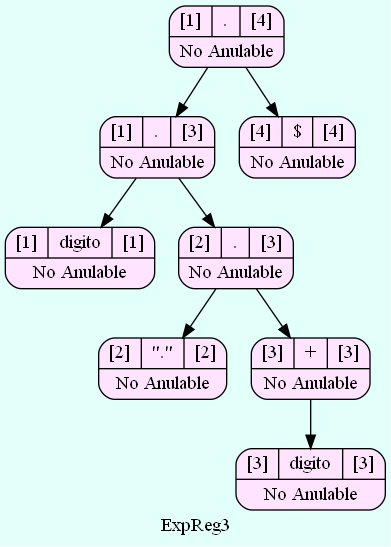 [1] . [4]
No Anulable
[1] . [3]
No Anulable
[4] $ [4]
No Anulable
[1] digito [1]
No Anulable
[2] . [3]
No Anulable
[2] "." [2]
No Anulable
[3] + [3]
No Anulable
[3] digito [3]
No Anulable
ExpReg3